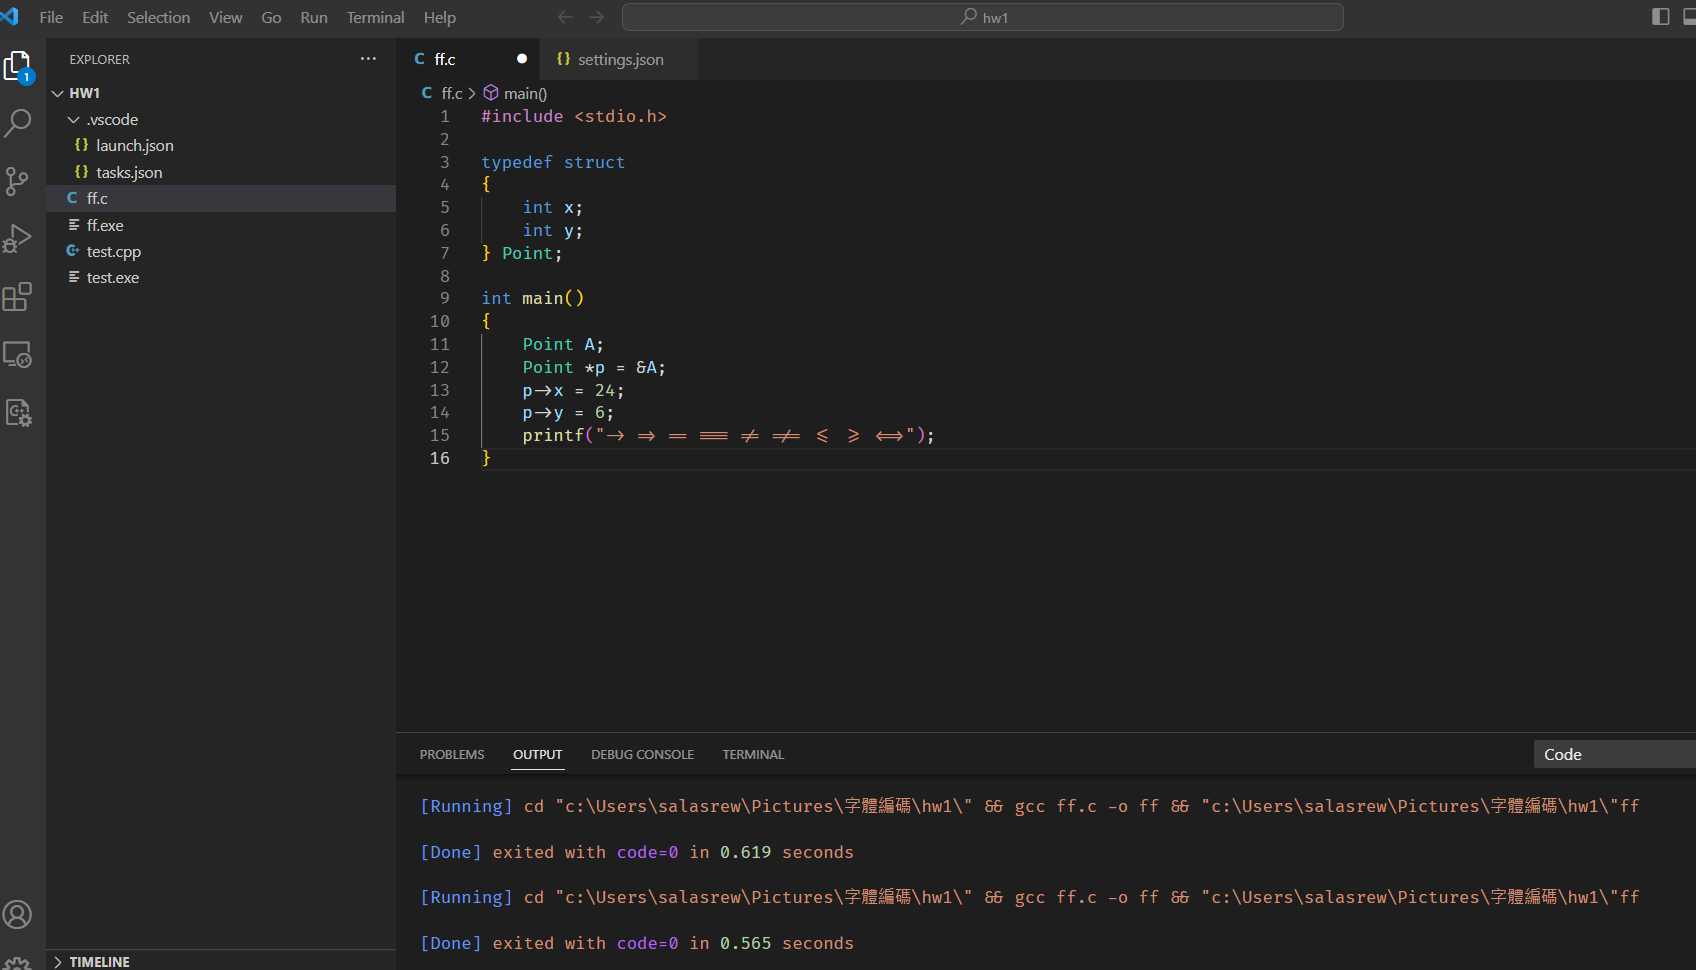 File Edit Selection View Go Run Terminal Help
hw1
EXPLORER
ff.c
settings.json
1
HW1
ff.c > main()
.vscode
launch.json
tasks.json
ff.c
ff.exe
test.cpp
test.exe
1 #include <stdio.h>
2
3 typedef struct
4 {
5 int x;
6 int y;
7 } Point;
8
9 int main()
10 {
11 Point A;
12 Point *p = &A;
13 p->x = 24;
14 p->y = 6;
15 printf("-> => == === != !== <= >= <=>");
16 }
PROBLEMS OUTPUT DEBUG CONSOLE TERMINAL
Code
[Running] cd "c:\Users\salasrew\Pictures\字體編碼\hw1\" && gcc ff.c -o ff && "c:\Users\salasrew\Pictures\字體編碼\hw1\"ff
[Done] exited with code=0 in 0.619 seconds
[Running] cd "c:\Users\salasrew\Pictures\字體編碼\hw1\" && gcc ff.c -o ff && "c:\Users\salasrew\Pictures\字體編碼\hw1\"ff
[Done] exited with code=0 in 0.565 seconds
TIMELINE